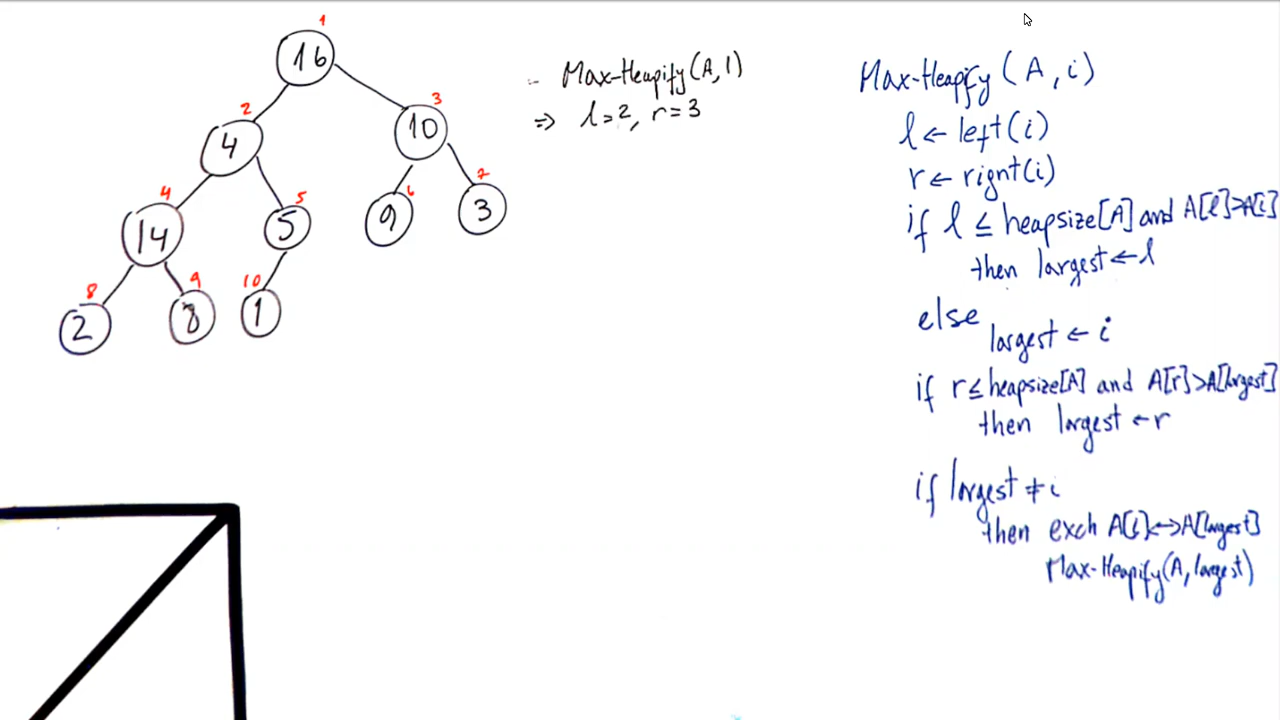 1
16
2
3
4
10
4
5
6
7
14
5
9
3
8
9
10
2
8
1
- Max-Heapify(A,1)
⇒ l=2, r=3
Max-Heapify (A, i)
l ← left(i)
r ← right(i)
if l ≤ heapsize[A] and A[l]>A[i]
then largest ← l
else
largest ← i
if r ≤ heapsize[A] and A[r]>A[largest]
then largest ← r
if largest ≠ i
then exch A[i]↔A[largest]
Max-Heapify(A, largest)